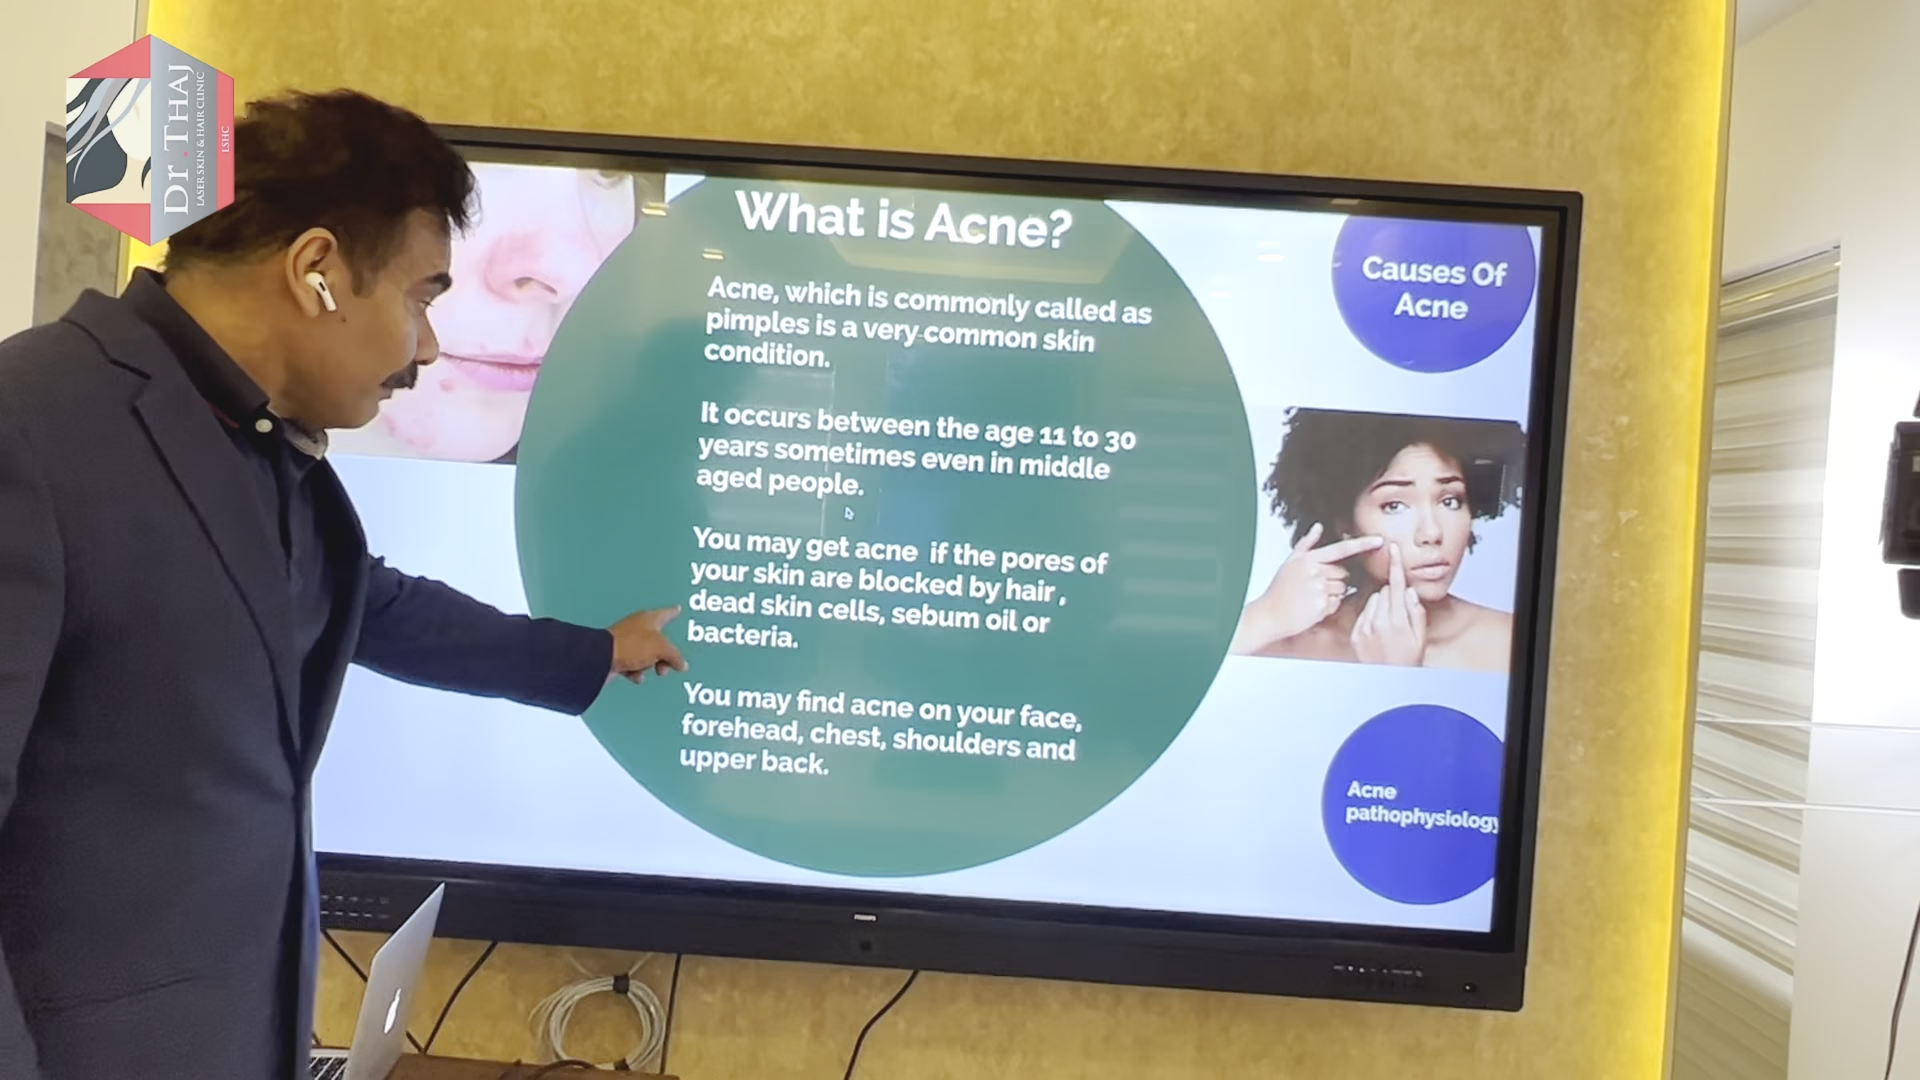 Dr.THAJ
LASER SKIN & HAIR CLINIC
LSHC
What is Acne?
Acne, which is commonly called as
pimples is a very common skin
condition.
It occurs between the age 11 to 30
years sometimes even in middle
aged people.
You may get acne if the pores of
your skin are blocked by hair ,
dead skin cells, sebum oil or
bacteria.
You may find acne on your face,
forehead, chest, shoulders and
upper back.
Causes Of
Acne
Acne
pathophysiology